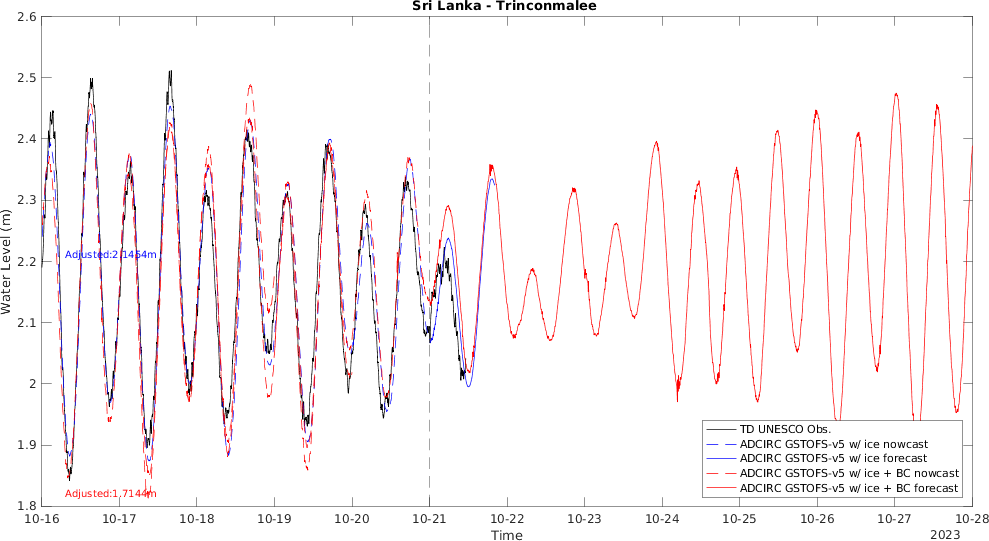 Sri Lanka - Trinconmalee
2.6
2.5
2.4
2.3
2.2
2.1
2
1.9
1.8
Water Level (m)
Adjusted:2.1464m
Adjusted:1.7144m
TD UNESCO Obs.
ADCIRC GSTOFS-v5 w/ ice nowcast
ADCIRC GSTOFS-v5 w/ ice forecast
ADCIRC GSTOFS-v5 w/ ice + BC nowcast
ADCIRC GSTOFS-v5 w/ ice + BC forecast
10-16 10-17 10-18 10-19 10-20 10-21 10-22 10-23 10-24 10-25 10-26 10-27 10-28
Time
2023